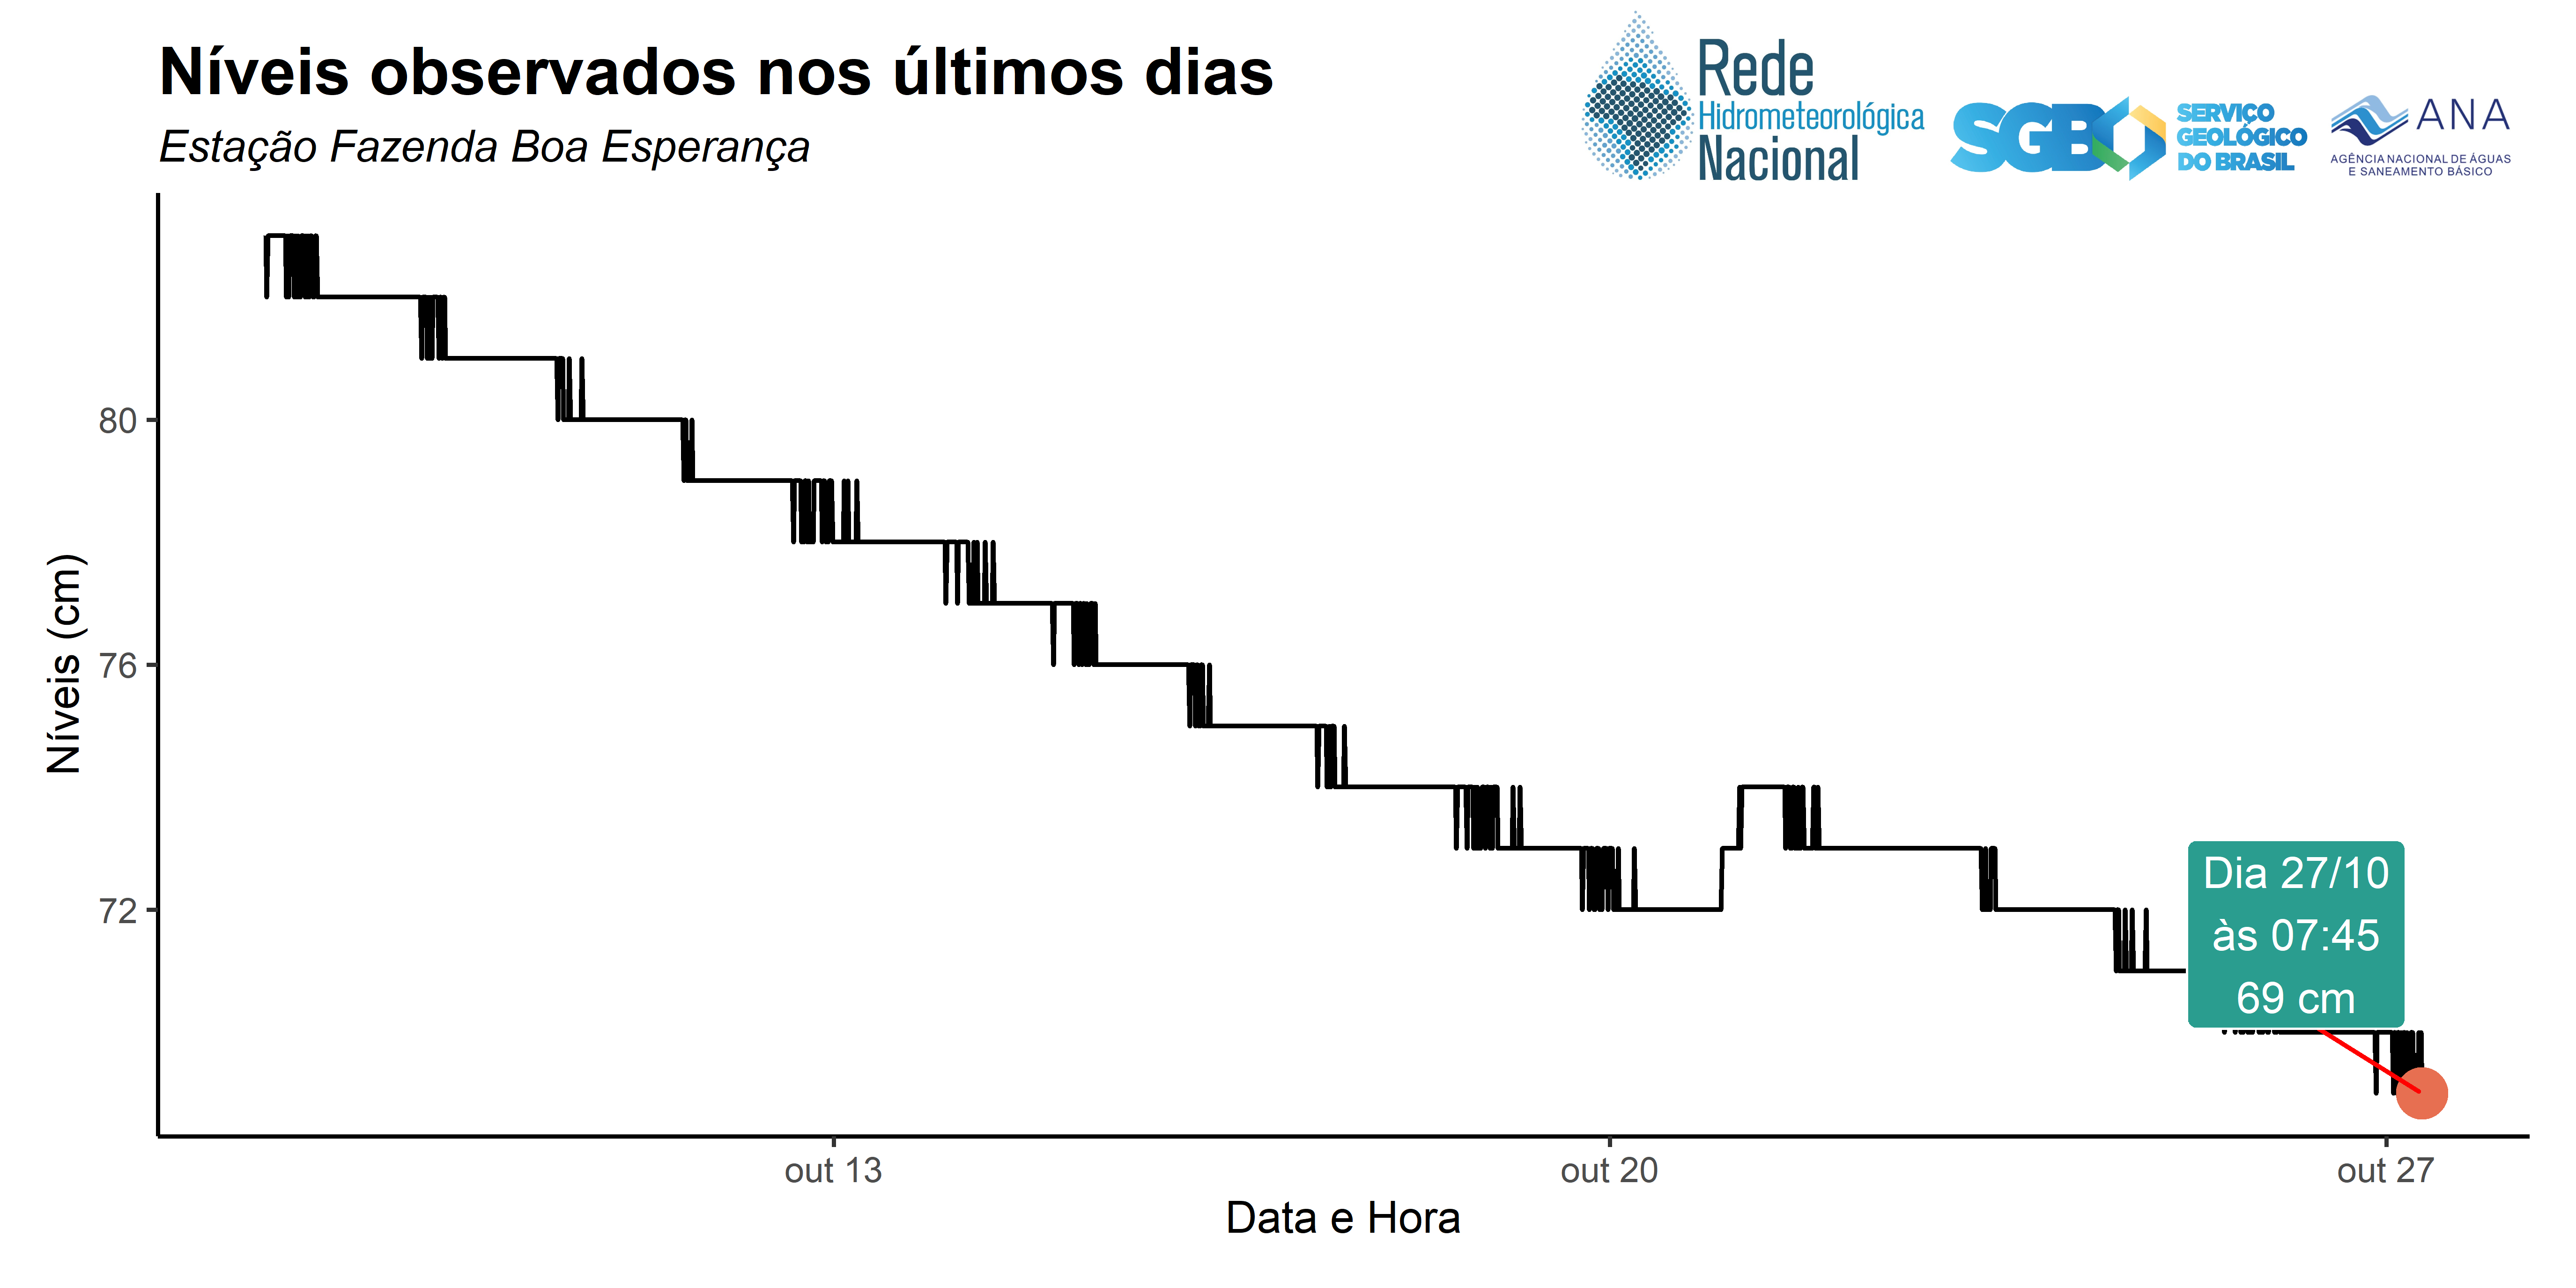 Níveis observados nos últimos dias
Estação Fazenda Boa Esperança
Rede
Hidrometeorológica
Nacional
SGB
SERVIÇO
GEOLÓGICO
DO BRASIL
ANA
AGÊNCIA NACIONAL DE ÁGUAS
E SANEAMENTO BÁSICO
Níveis (cm)
80
76
72
Dia 27/10
às 07:45
69 cm
out 13
out 20
out 27
Data e Hora